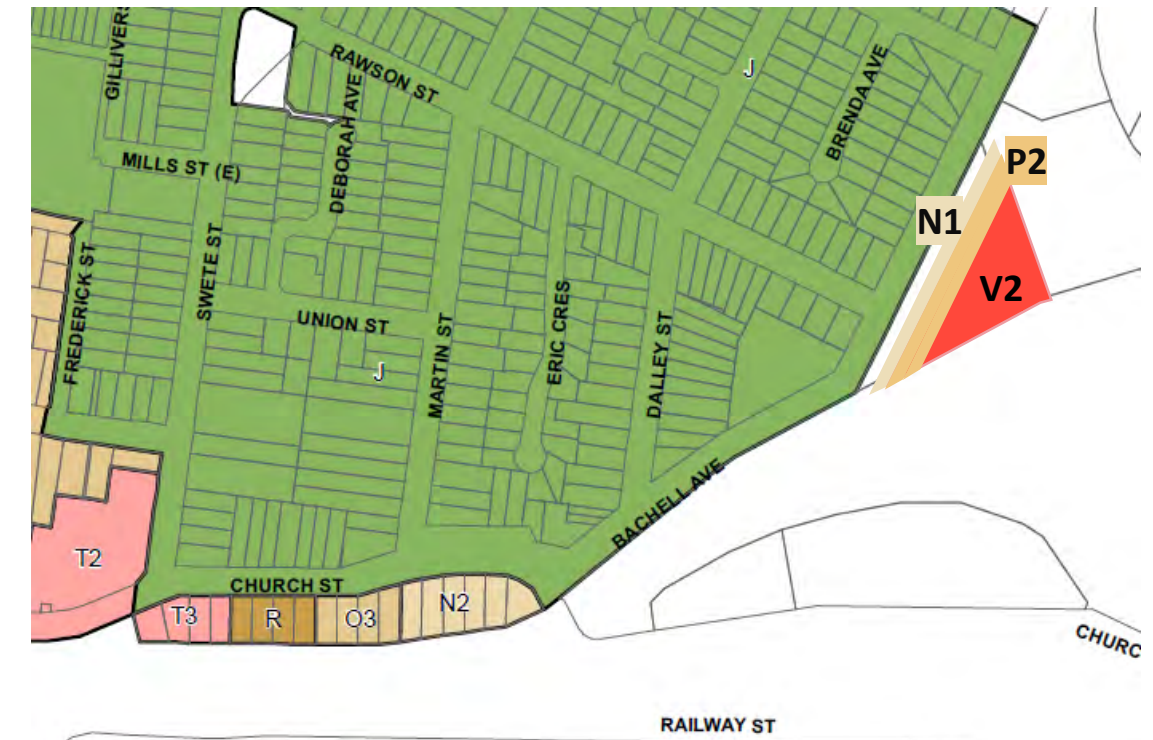 GILLIVERS
RAWSON ST
J
BRENDA AVE
DEBORAH AVE
MILLS ST (E)
P2
N1
V2
FREDERICK ST
SWETE ST
UNION ST
MARTIN ST
ERIC CRES
DALLEY ST
J
BACHELL AVE
T2
CHURCH ST
T3
R
O3
N2
CHURC
RAILWAY ST